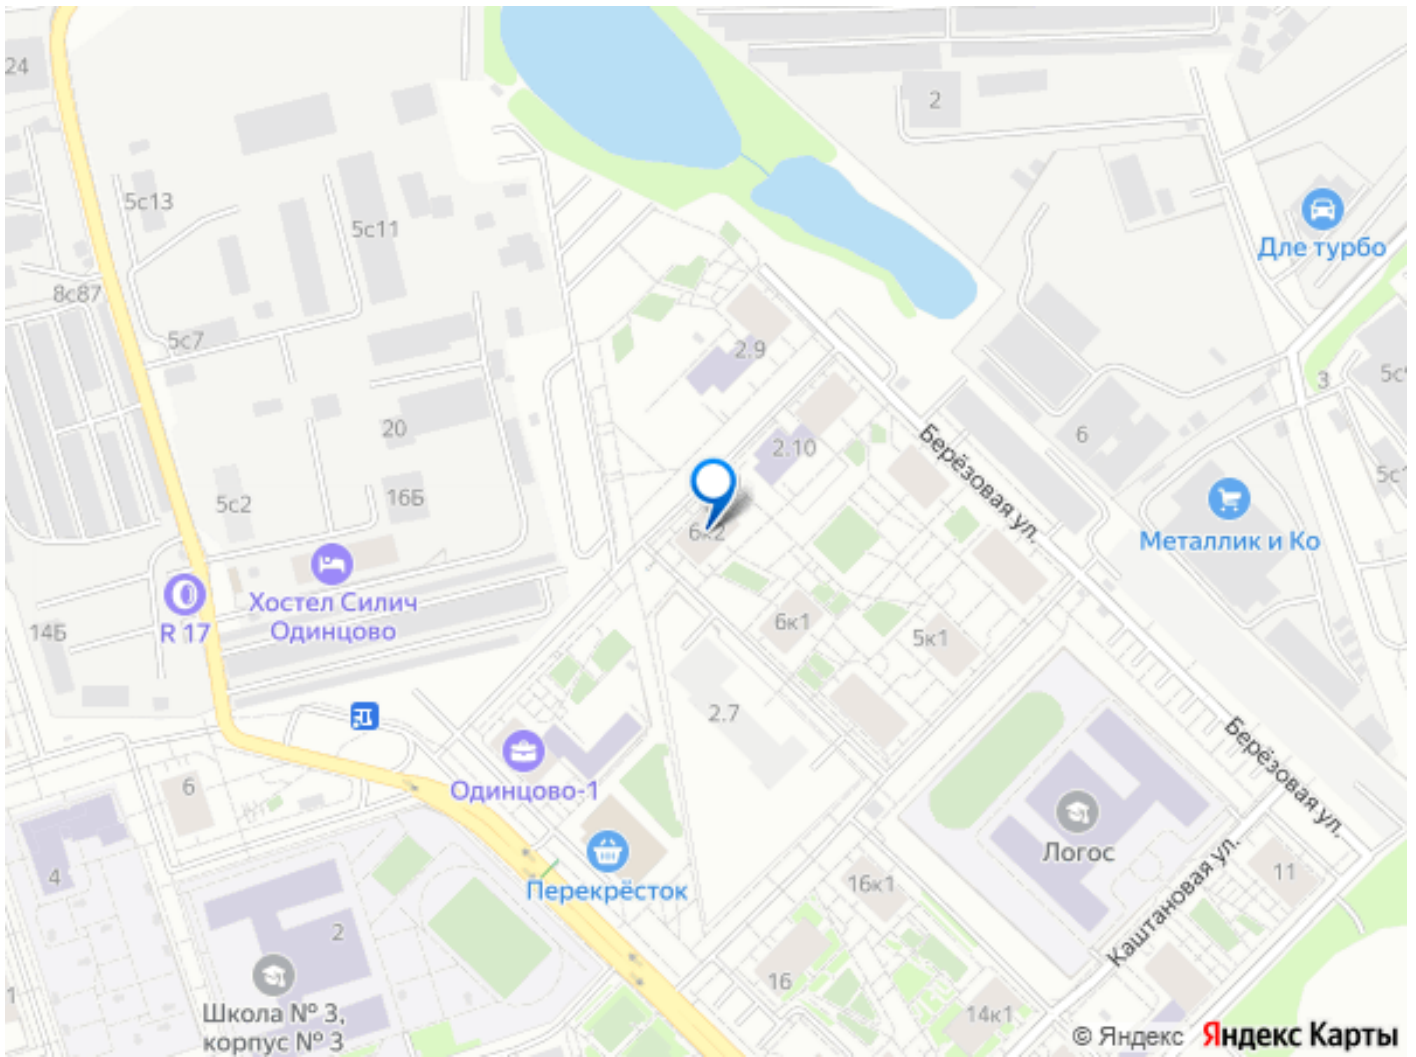 24
2
5с13
5с11
Дле турбо
8с87
5с7
2.9
3
20
2.10
Берёзовая ул.
6
5с2
16Б
6к2
Металлик и Ко
Хостел Силич
Одинцово
R 17
14Б
6к1
5к1
2.7
Берёзовая ул.
6
Одинцово-1
Логос
4
Перекрёсток
16к1
Каштановая ул.
11
2
16
14к1
Школа № 3,
корпус № 3
© Яндекс Яндекс Карты